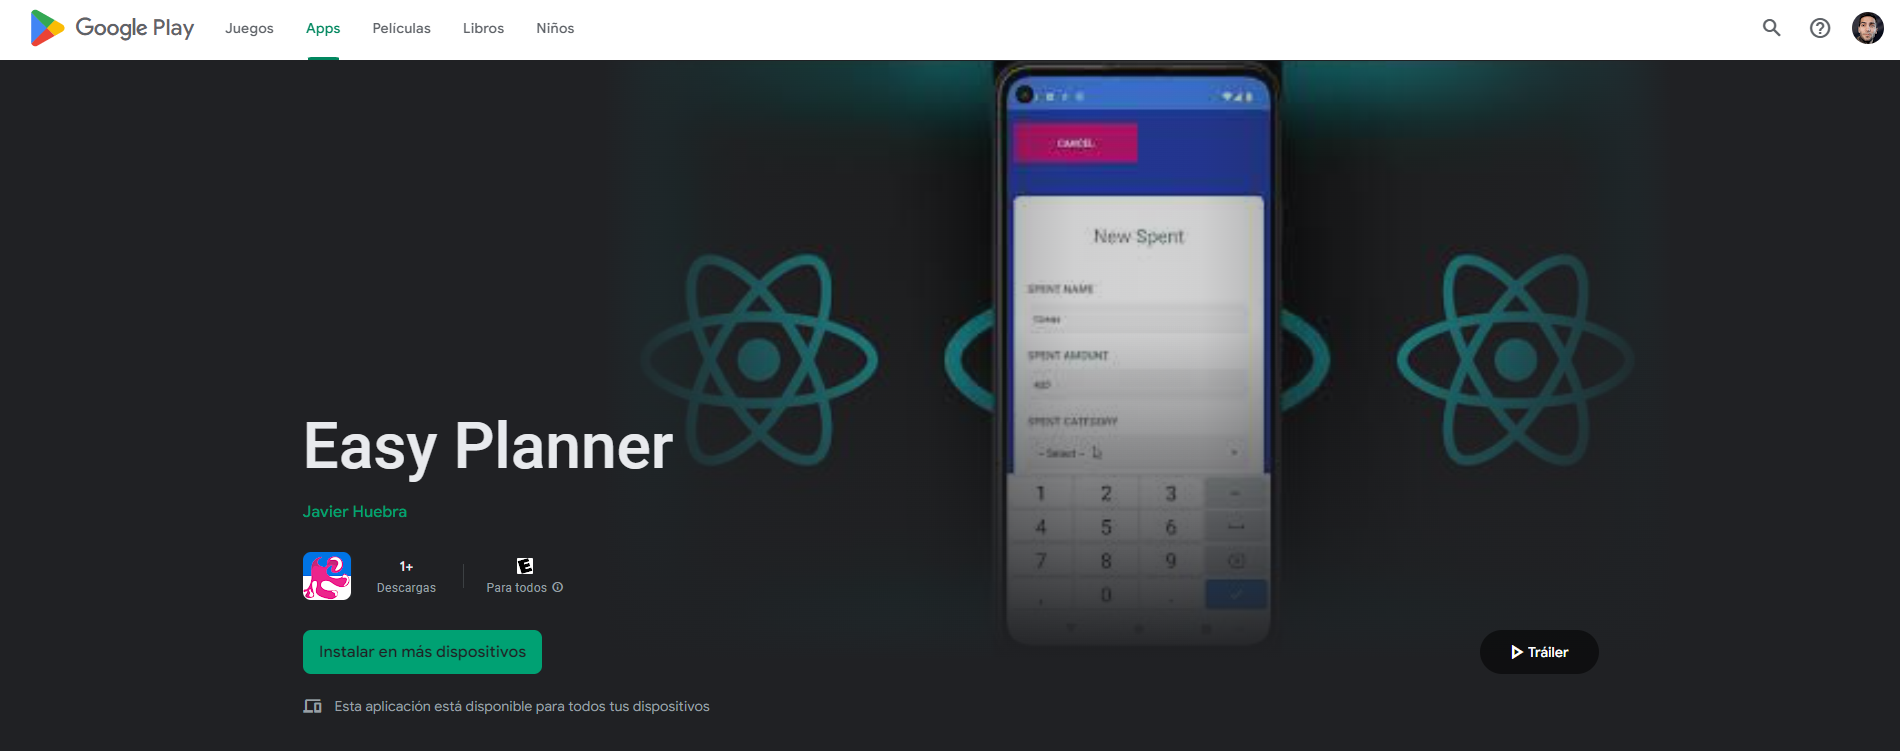 Google Play Juegos Apps Películas Libros Niños
CANCEL
New Spent
SPENT NAME
SPENT AMOUNT
SPENT CATEGORY
-- Select --
1 2 3 -
4 5 6
7 8 9
, 0 .
Easy Planner
Javier Huebra
1+
Descargas
E
Para todos
Instalar en más dispositivos
Tráiler
Esta aplicación está disponible para todos tus dispositivos